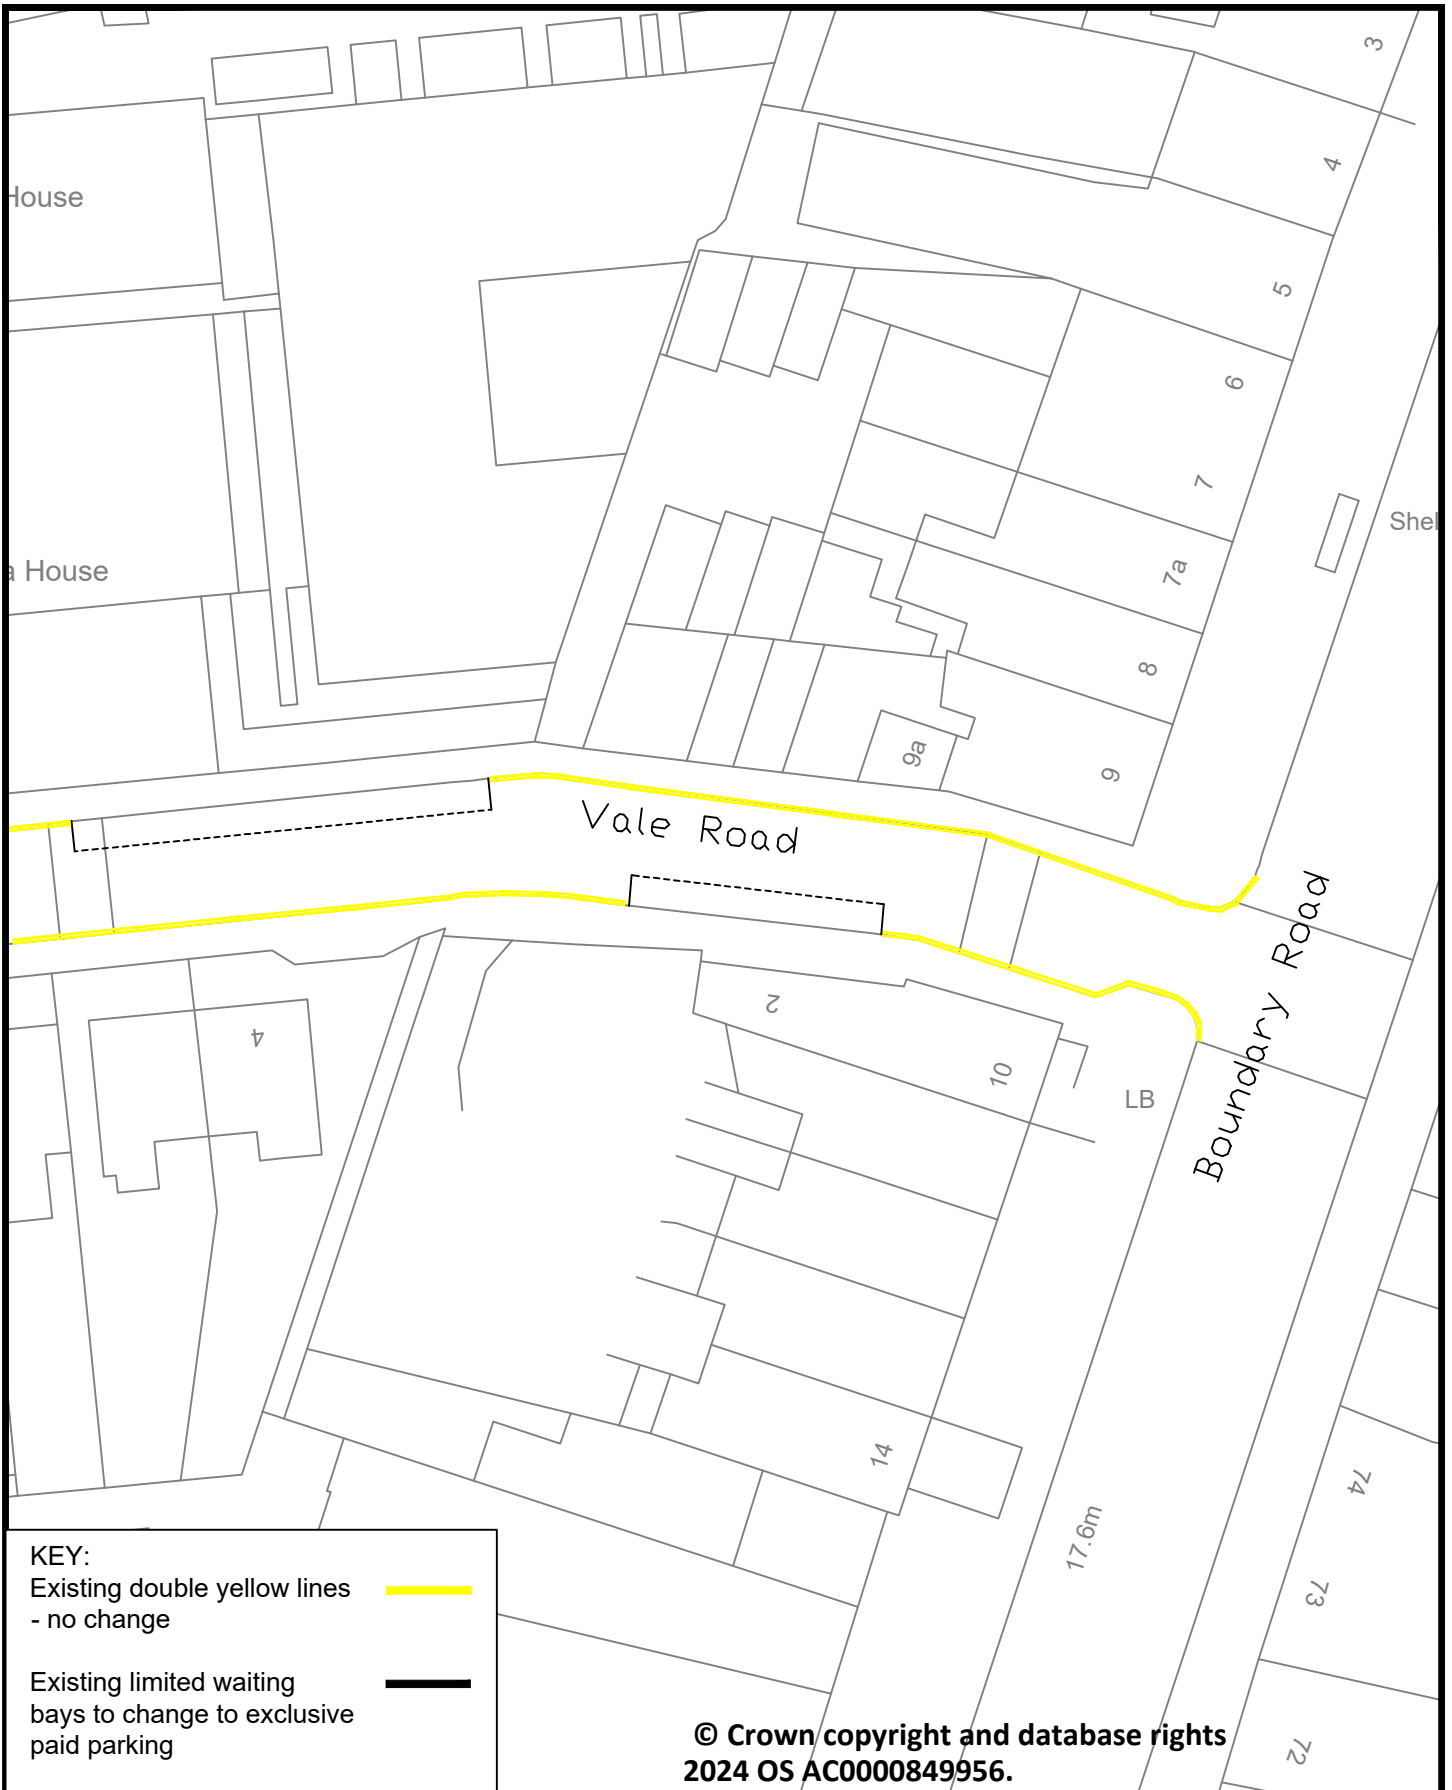 3
4
House
5
6
7
Shel
7a
a House
8
9a
9
Vale Road
Boundary Road
2
4
10
LB
14
74
17.6m
73
72
KEY:
Existing double yellow lines
- no change
Existing limited waiting
bays to change to exclusive
paid parking
© Crown copyright and database rights
2024 OS AC0000849956.